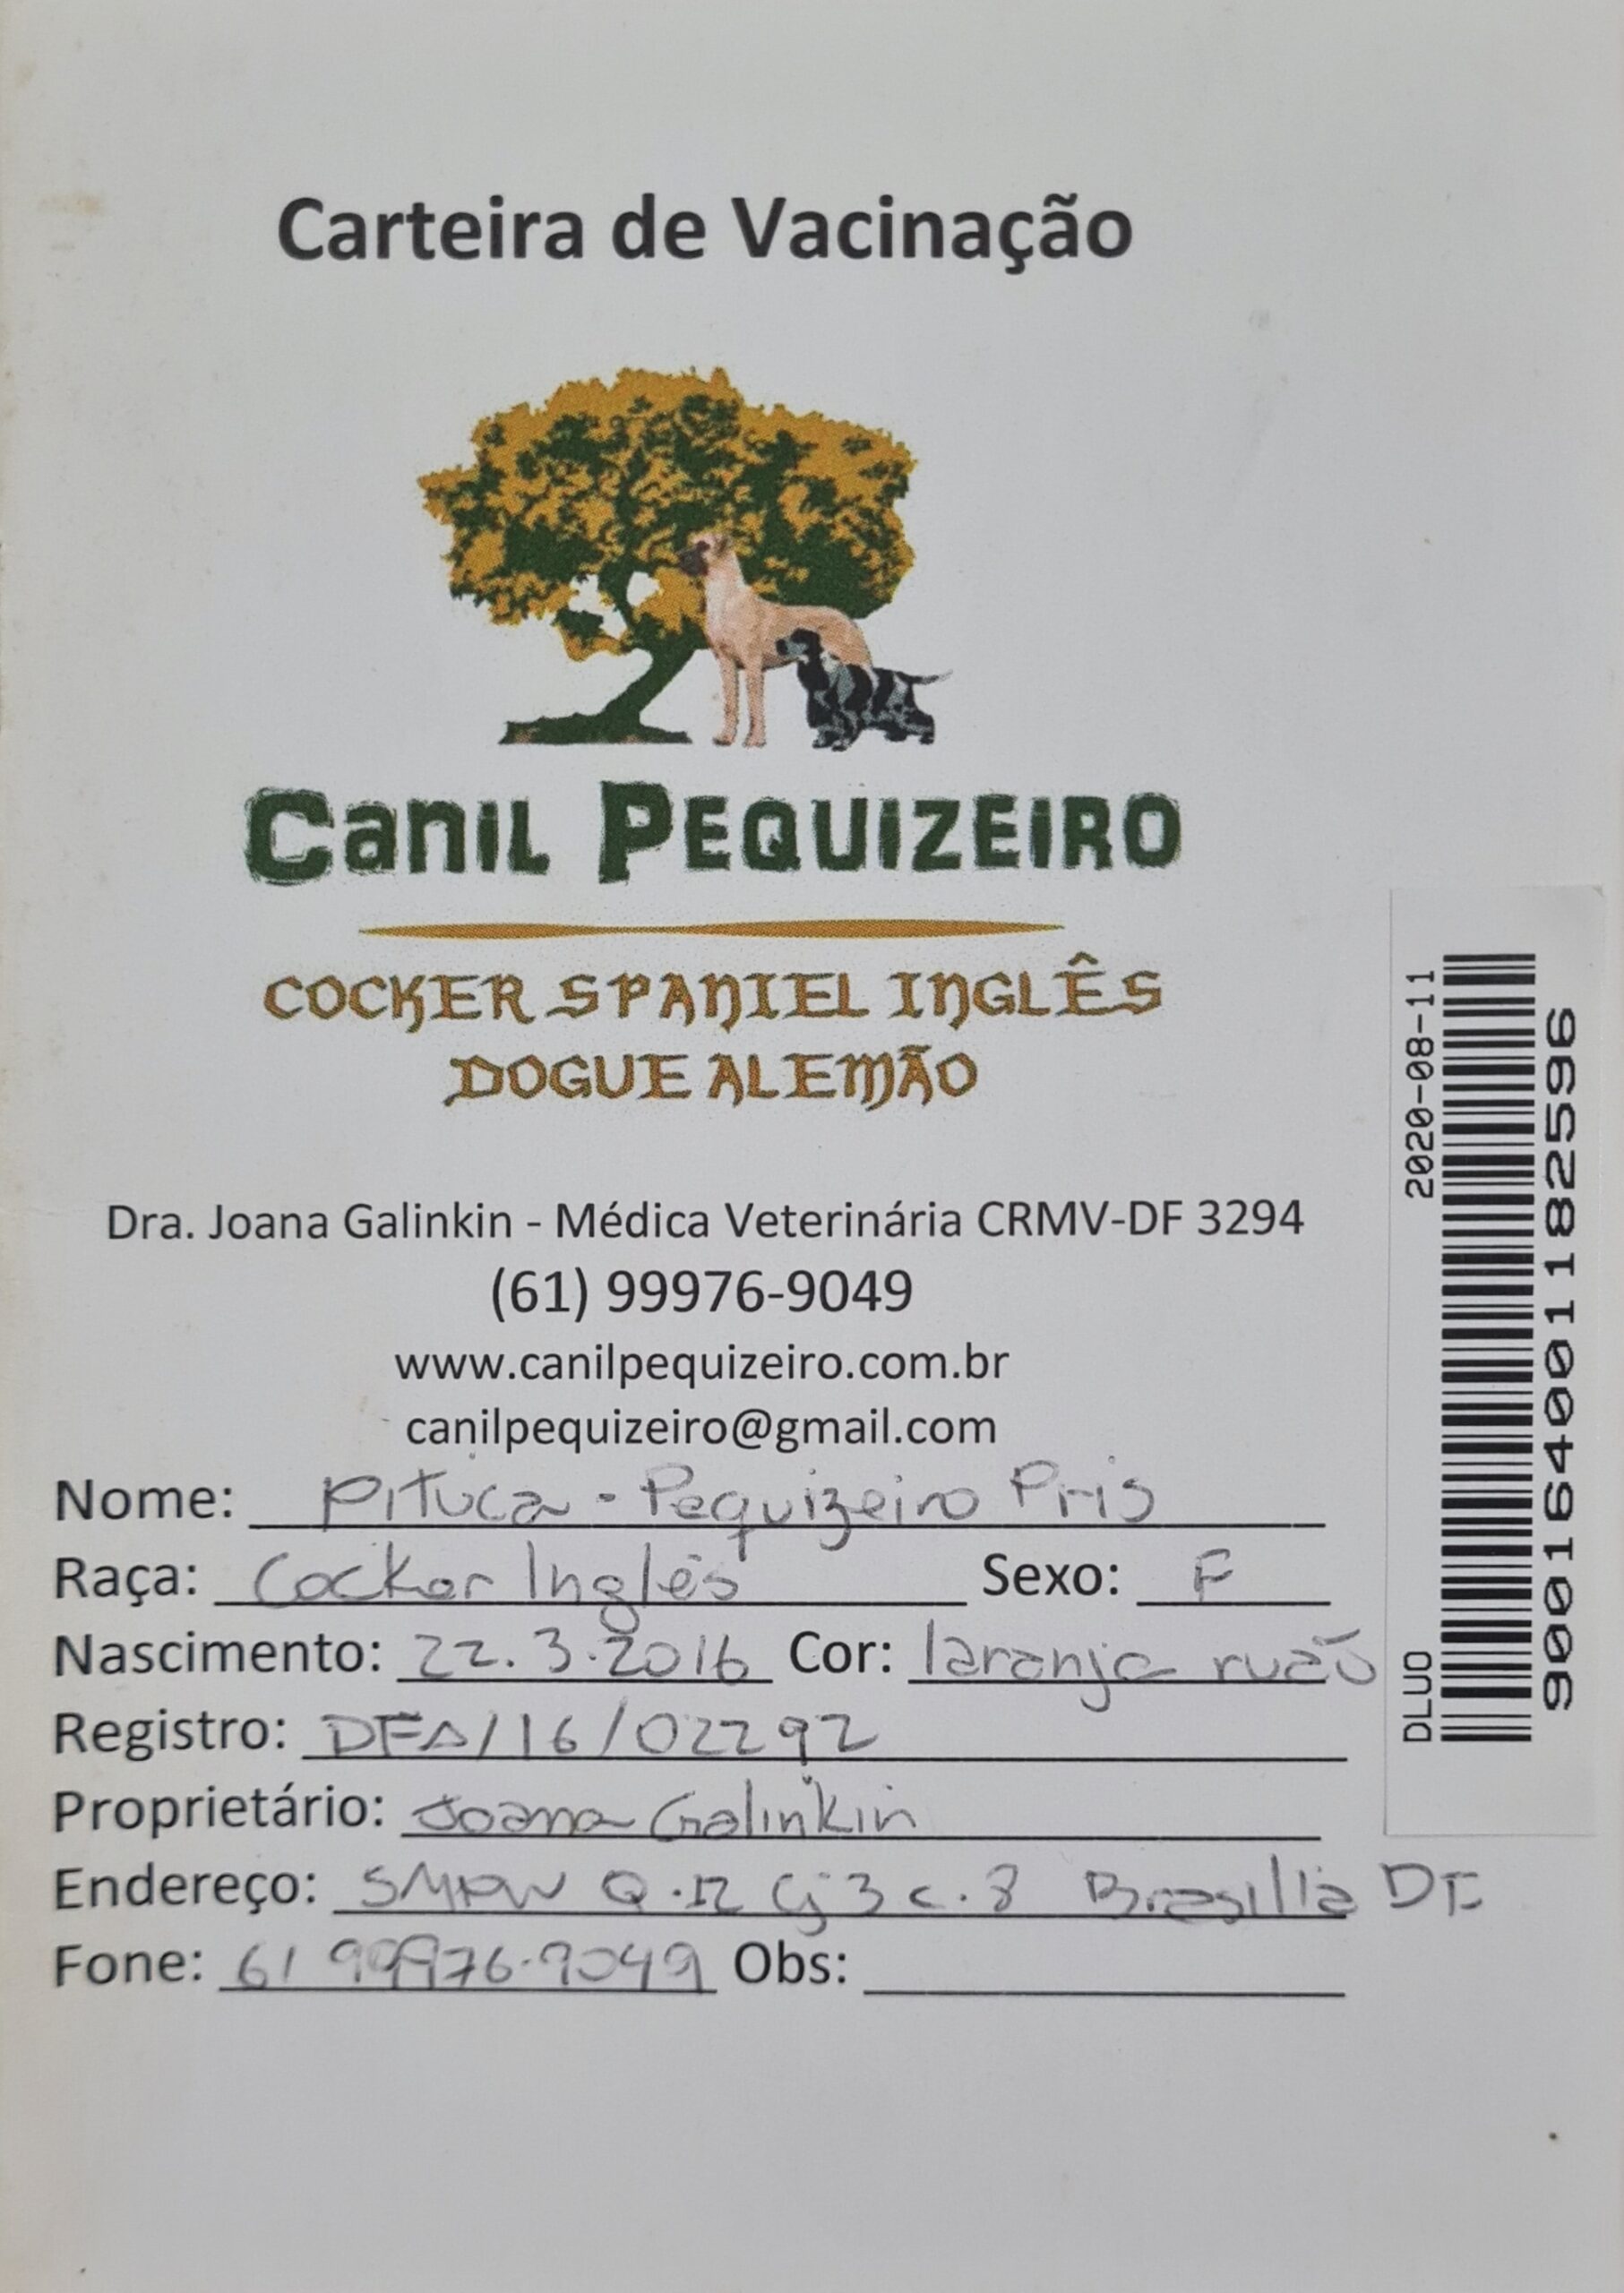 Carteira de Vacinação
Canil Pequizeiro
COCKER SPANIEL INGLÊS
DOGUE ALEMÃO
Dra. Joana Galinkin - Médica Veterinária CRMV-DF 3294
(61) 99976-9049
www.canilpequizeiro.com.br
canilpequizeiro@gmail.com
Nome: Pituca - Pequizeiro Pris
Raça: Cocker Inglês Sexo: F
Nascimento: 22.3.2016 Cor: laranja ruão
Registro: DFA/16/02292
Proprietário: Joana Galinkin
Endereço: SMPW Q.12 Cj 3 c.8 Brasília DF
Fone: 61 99976-9049 Obs:
DLUO 2020-08-11
900164001182596